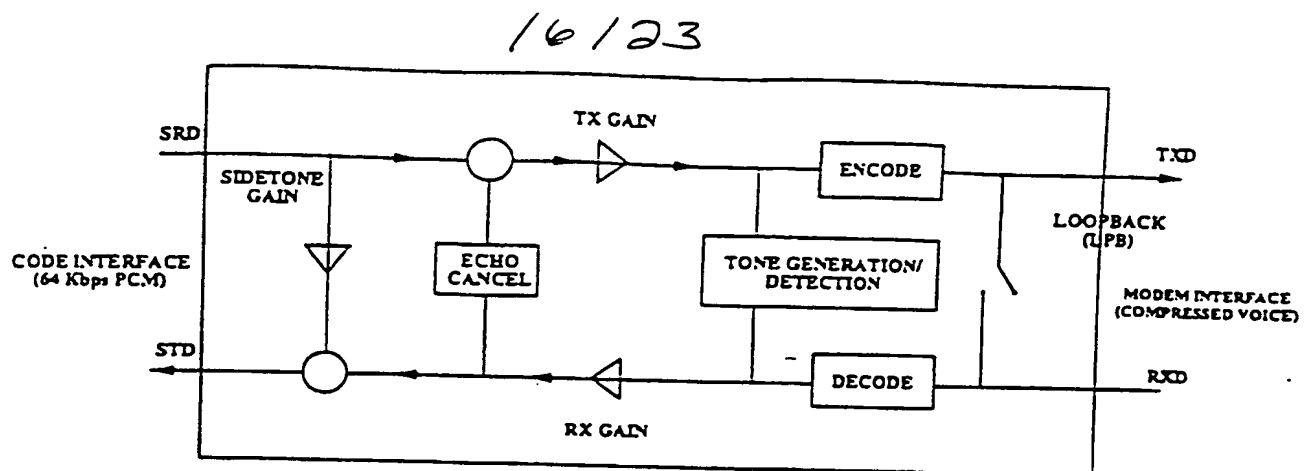 16/23
TX GAIN
SRD
TXD
SIDETONE
GAIN
ENCODE
LOOPBACK
(LPB)
CODE INTERFACE
(64 Kbps PCM)
ECHO
CANCEL
TONE GENERATION/
DETECTION
MODEM INTERFACE
(COMPRESSED VOICE)
STD
DECODE
RXD
RX GAIN